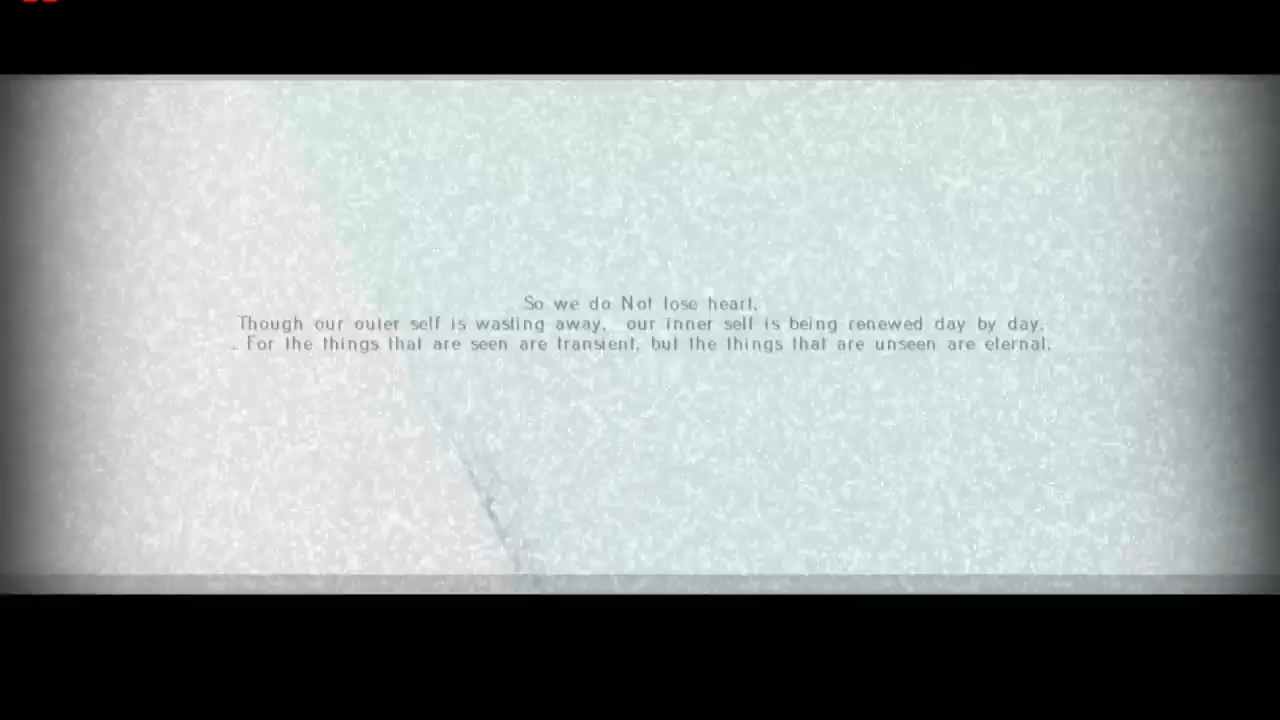 So we do Not lose heart.
Though our outer self is wasting away, our inner self is being renewed day by day.
. For the things that are seen are transient, but the things that are unseen are eternal.